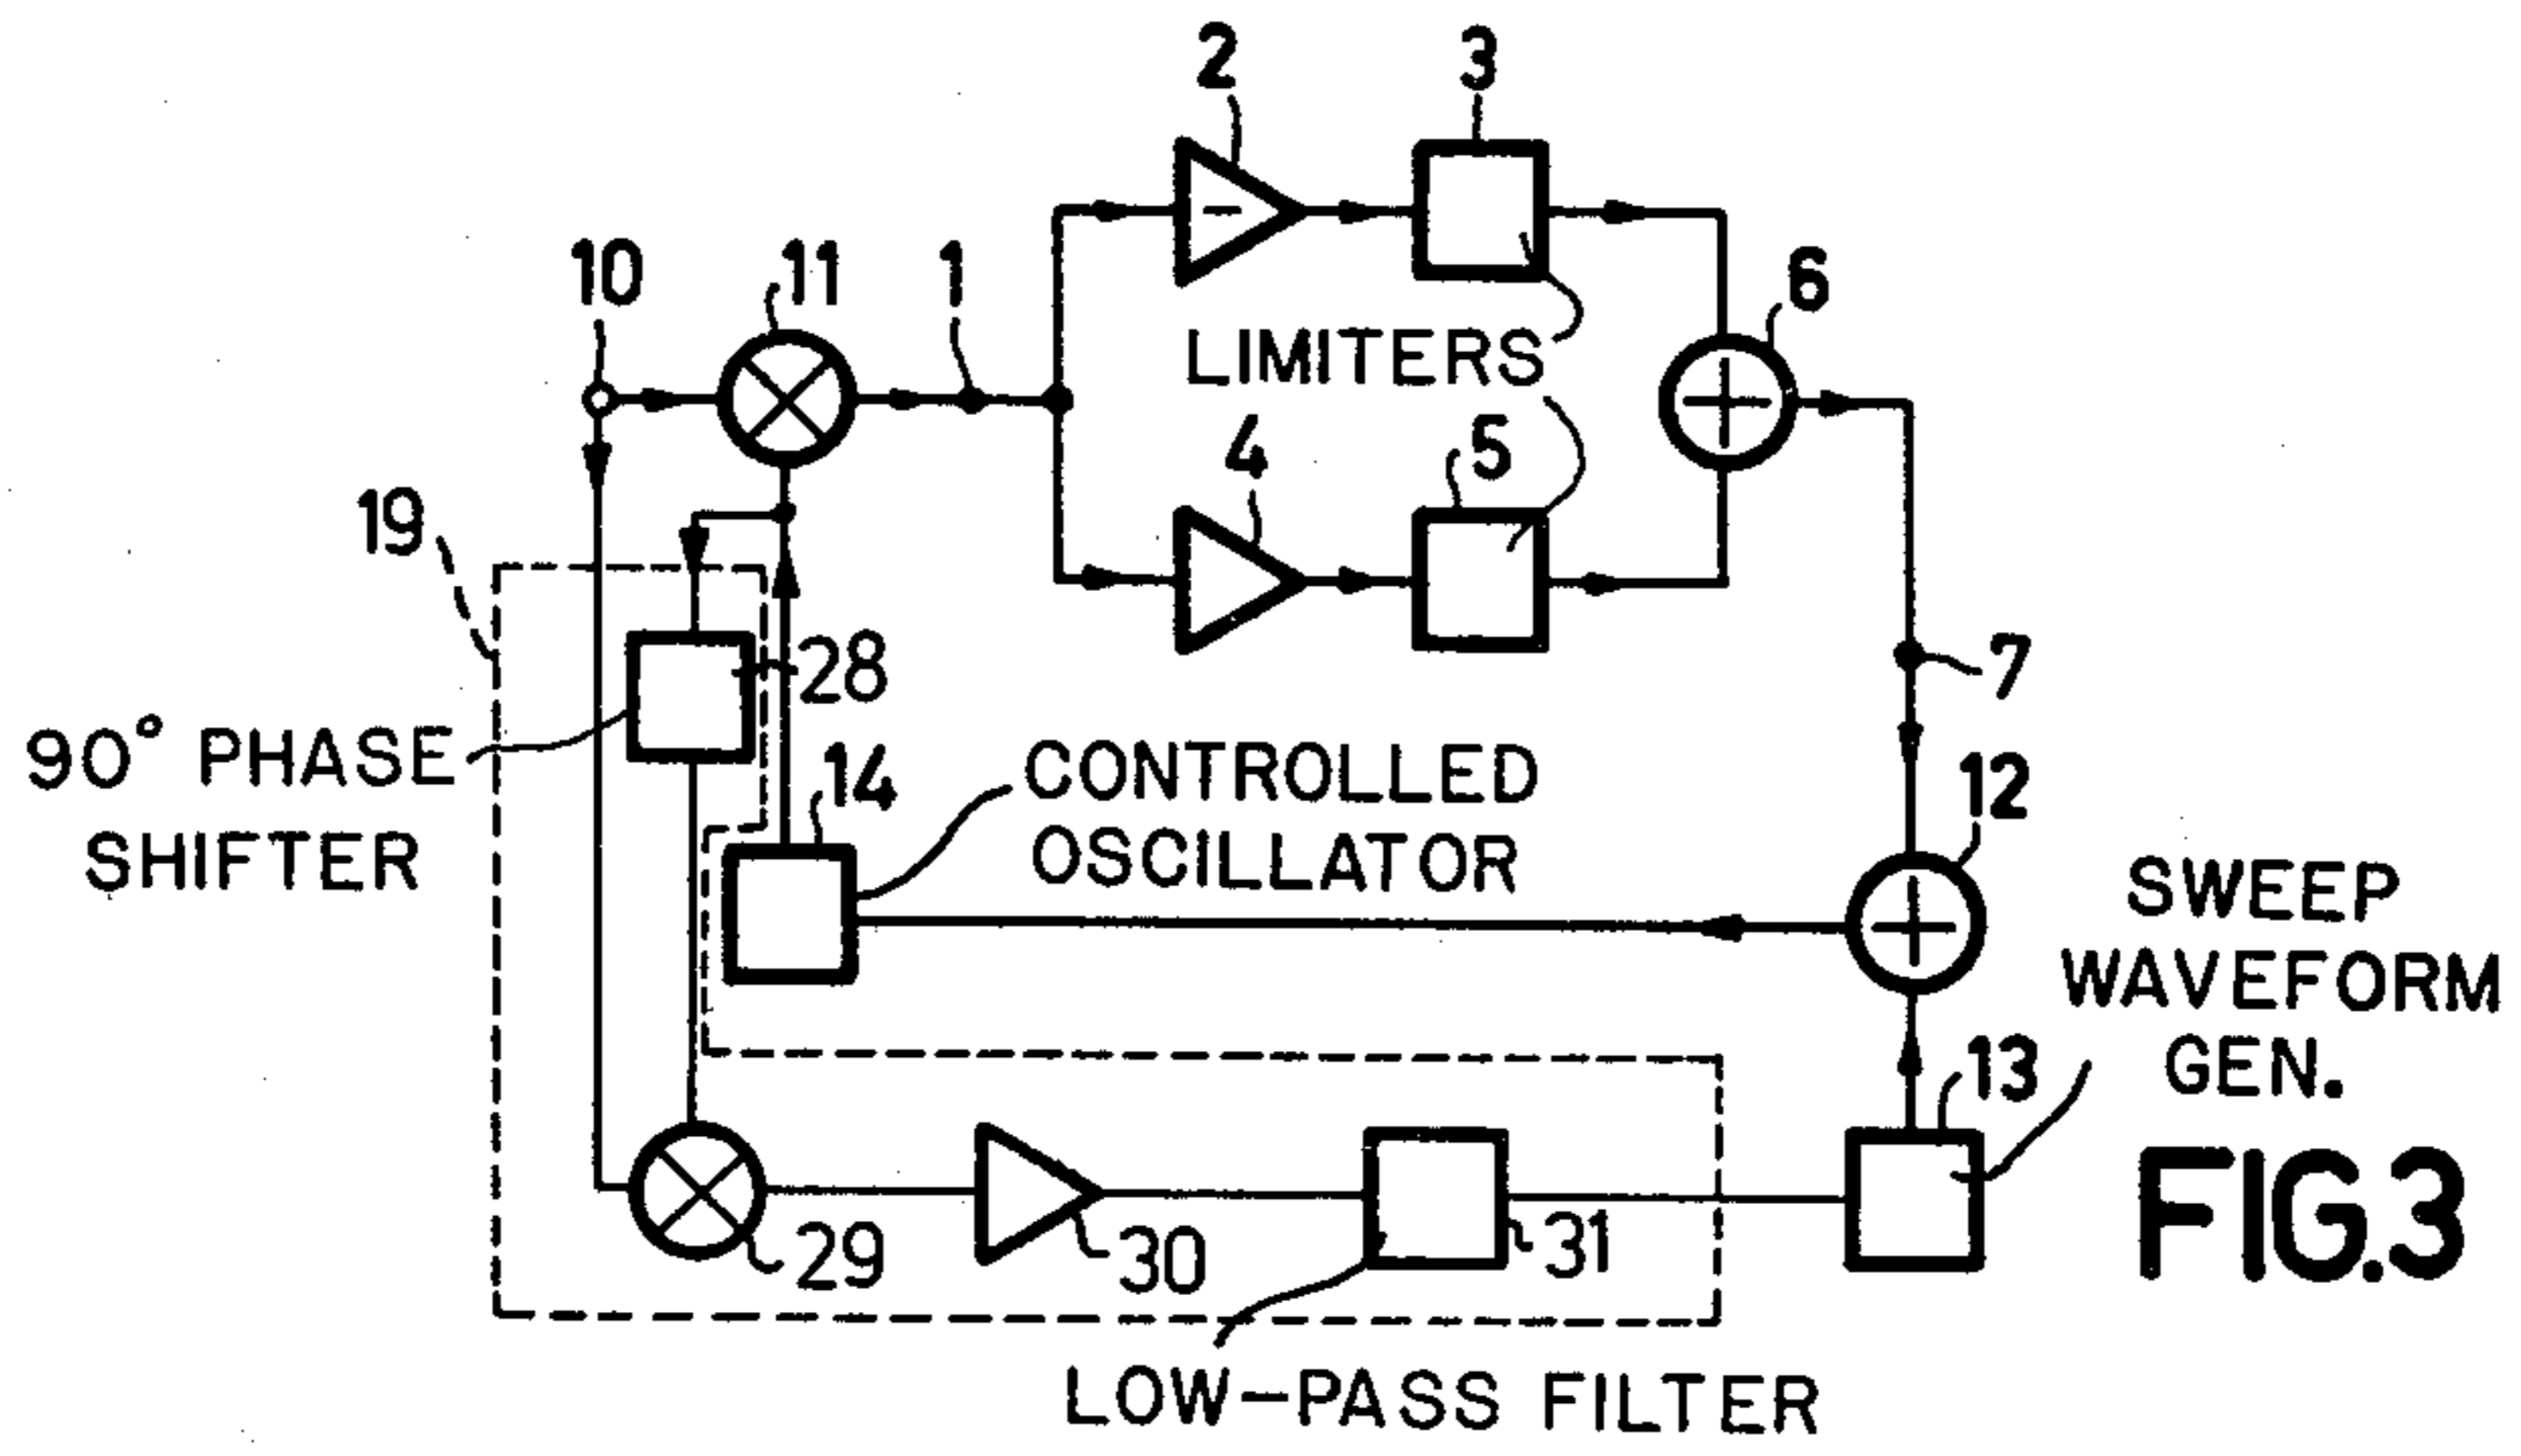 2
3
10
11
1
6
LIMITERS
4
5
19
28
7
90° PHASE
SHIFTER
14
CONTROLLED
OSCILLATOR
12
SWEEP
WAVEFORM
GEN.
13
29
30
31
FIG.3
LOW-PASS FILTER